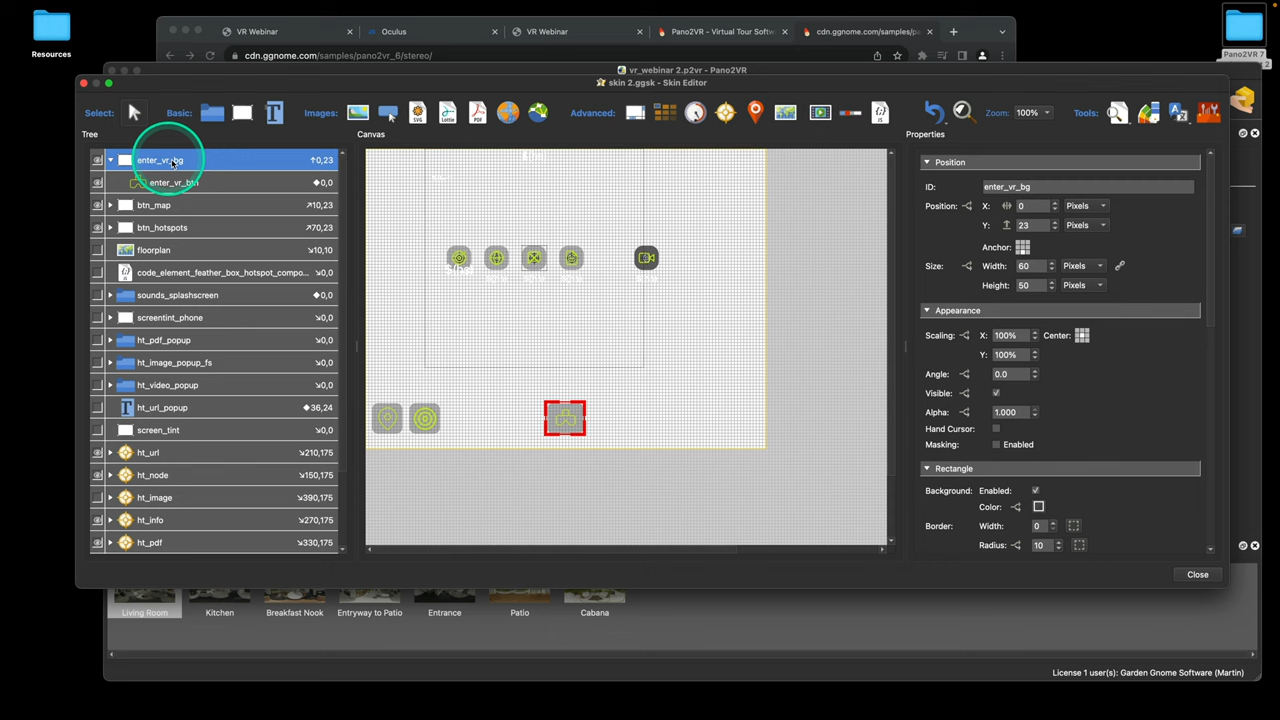 Resources
VR Webinar
Oculus
VR Webinar
Pano2VR - Virtual Tour Softw
cdn.ggnome.com/samples/pano
Pano2VR 7
cdn.ggnome.com/samples/pano2vr_6/stereo/
vr_webinar 2.p2vr - Pano2VR
skin 2.ggsk - Skin Editor
Select:
Basic:
Images:
Advanced:
Zoom: 100%
Tools:
Tree
Canvas
Properties
enter_vr_bg ↑0,23
enter_vr_btn ◆0,0
btn_map ↗10,23
btn_hotspots ↗70,23
floorplan ↘10,10
code_element_feather_box_hotspot_compo... ↘0,0
sounds_splashscreen ◆0,0
screentint_phone ↘0,0
ht_pdf_popup ↘0,0
ht_image_popup_fs ↘0,0
ht_video_popup ↘0,0
ht_url_popup ◆36,24
screen_tint ↘0,0
ht_url ↘210,175
ht_node ↘150,175
ht_image ↘390,175
ht_info ↘270,175
ht_pdf ↘330,175
Position
ID: enter_vr_bg
Position: X: 0 Pixels
Y: 23 Pixels
Anchor:
Size: Width: 60 Pixels
Height: 50 Pixels
Appearance
Scaling: X: 100% Center:
Y: 100%
Angle: 0.0
Visible:
Alpha: 1.000
Hand Cursor:
Masking: Enabled
Rectangle
Background: Enabled:
Color:
Border: Width: 0
Radius: 10
Close
Living Room
Kitchen
Breakfast Nook
Entryway to Patio
Entrance
Patio
Cabana
License 1 user(s): Garden Gnome Software (Martin)